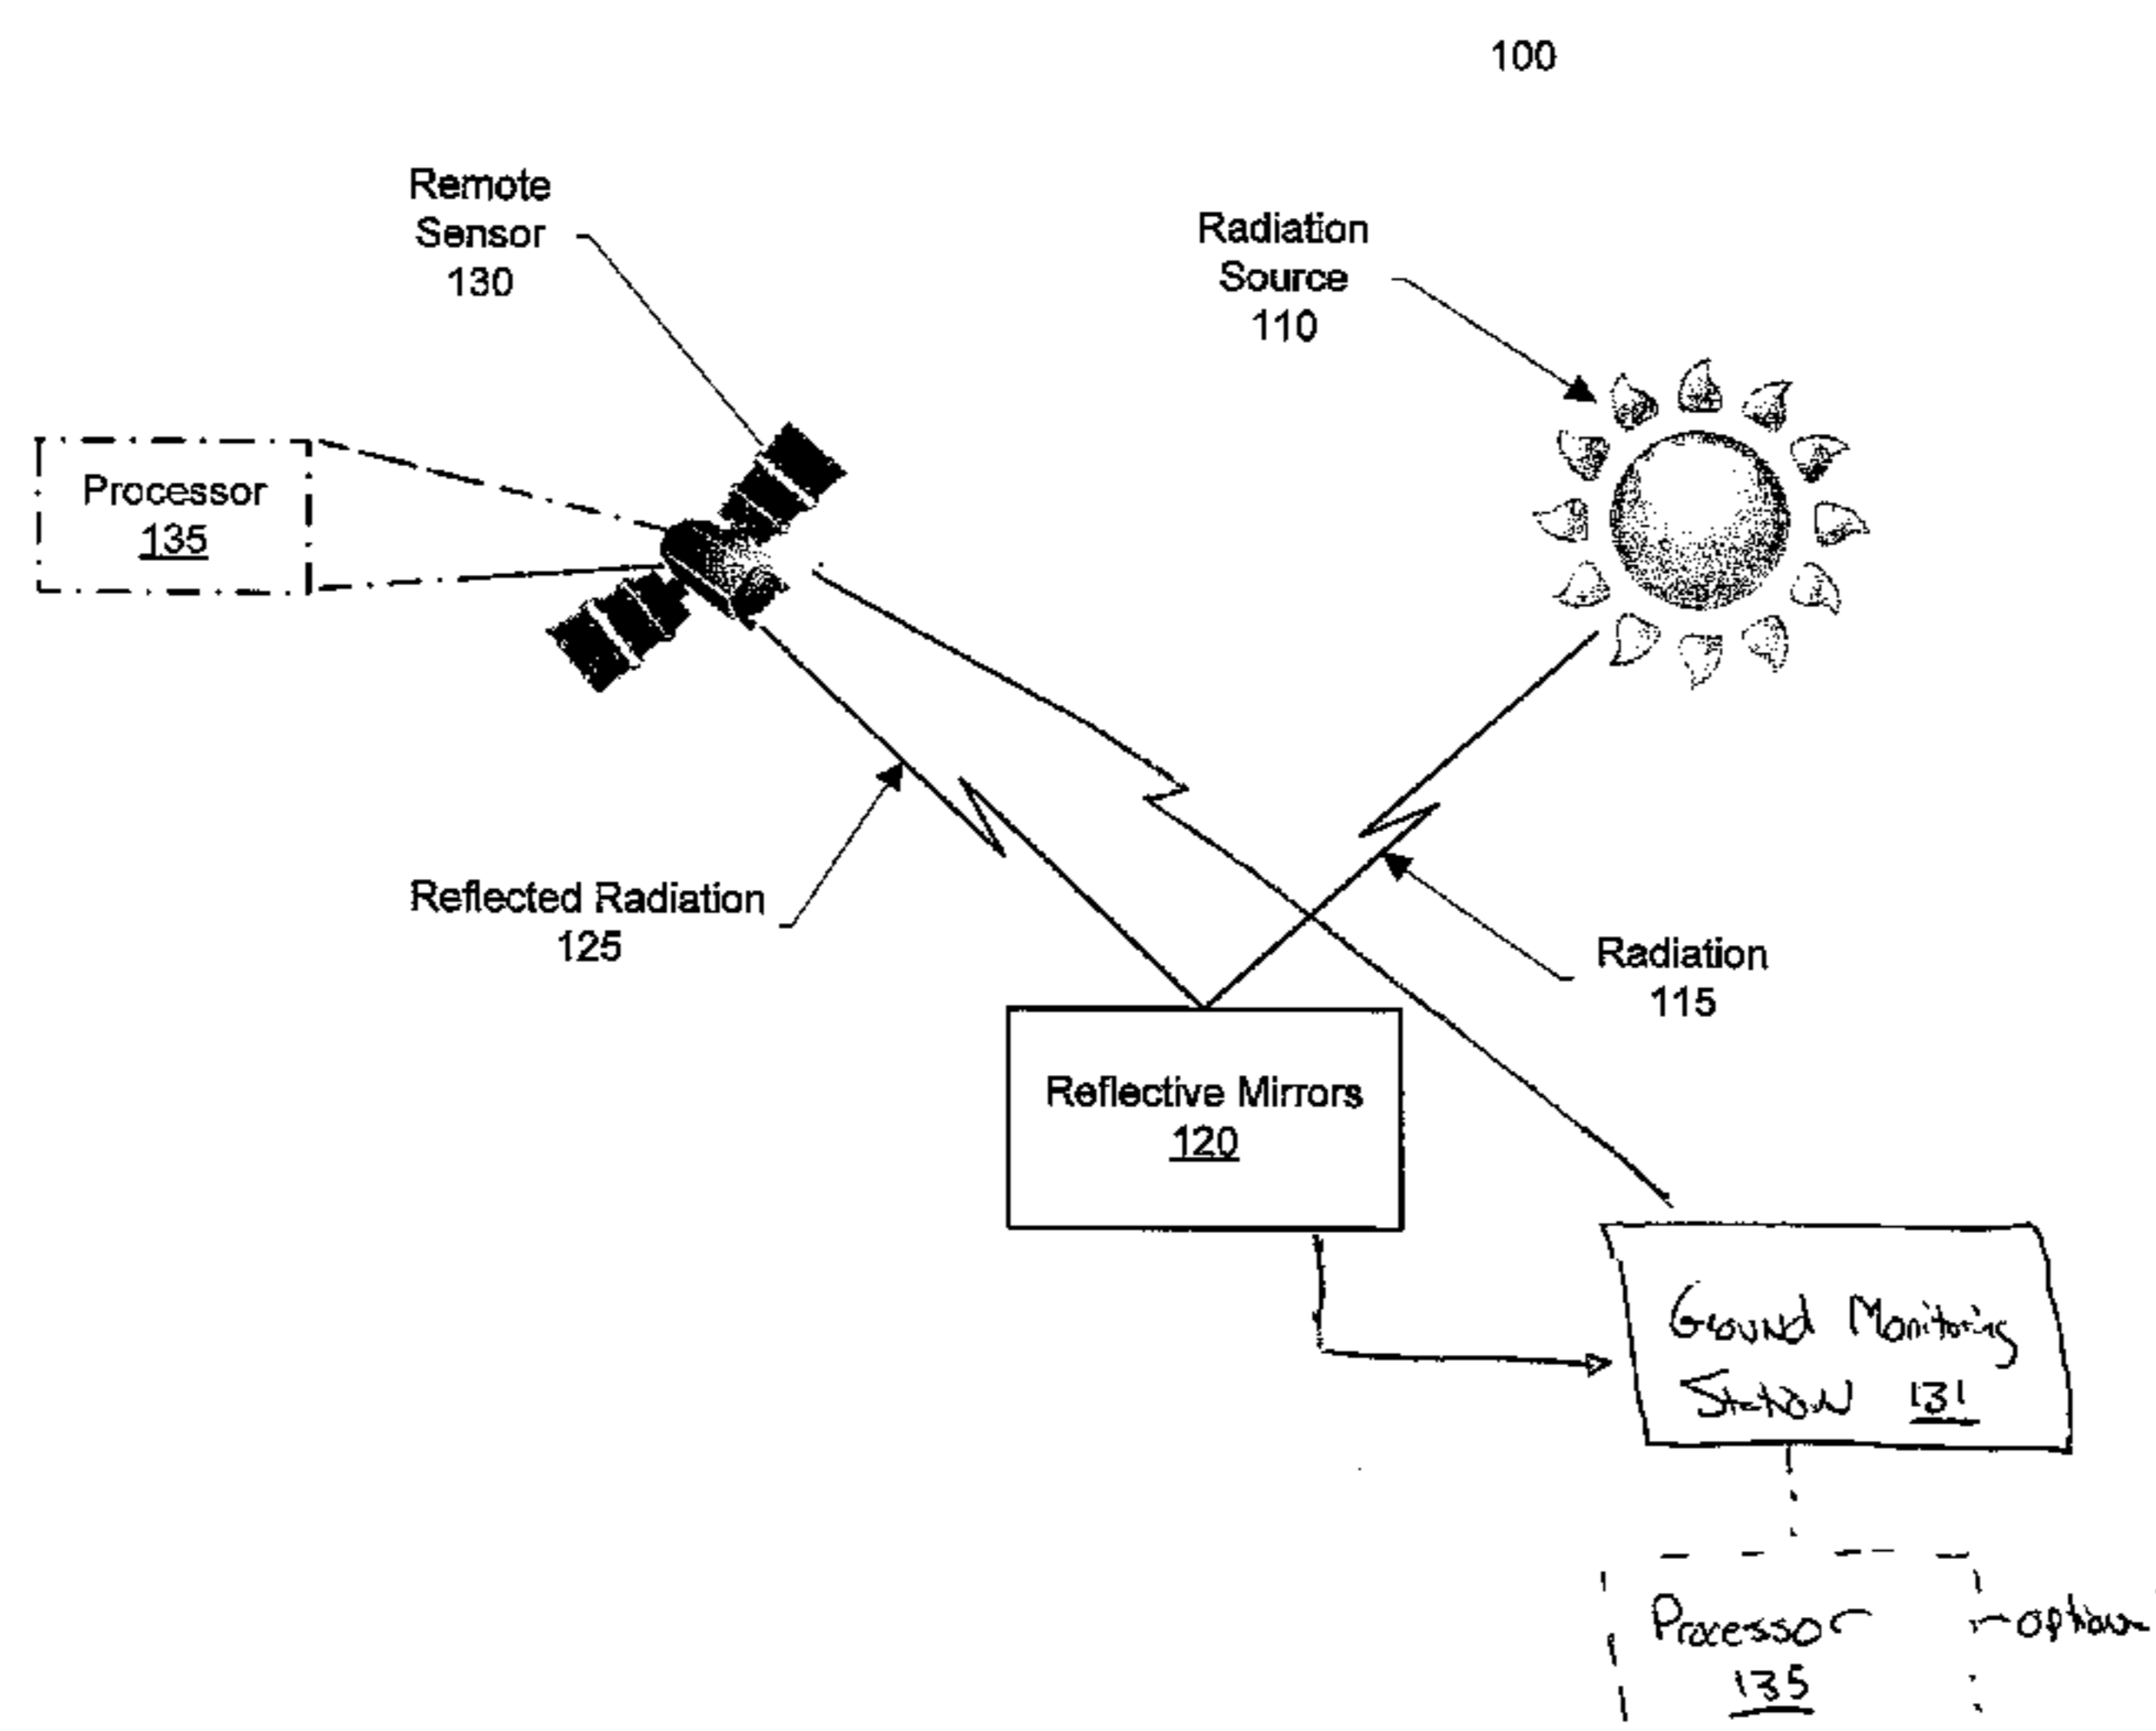 100
Remote
Sensor
130
Radiation
Source
110
Processor
135
Reflected Radiation
125
Radiation
115
Reflective Mirrors
120
Ground Monitoring
Station 131
Processor
135